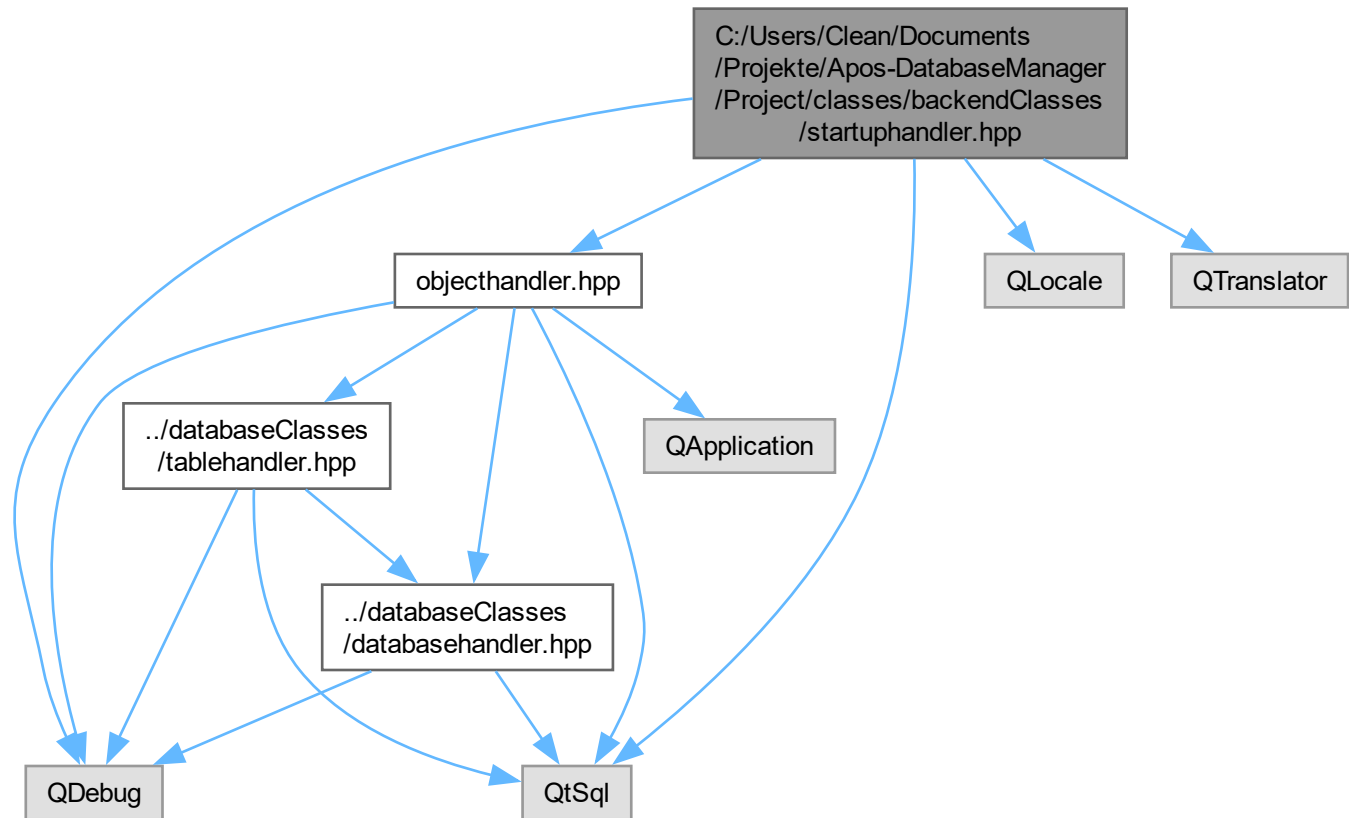 C:/Users/Clean/Documents
/Projekte/Apos-DatabaseManager
/Project/classes/backendClasses
/startuphandler.hpp
objecthandler.hpp
QLocale
QTranslator
../databaseClasses
/tablehandler.hpp
QApplication
../databaseClasses
/databasehandler.hpp
QDebug
QtSql